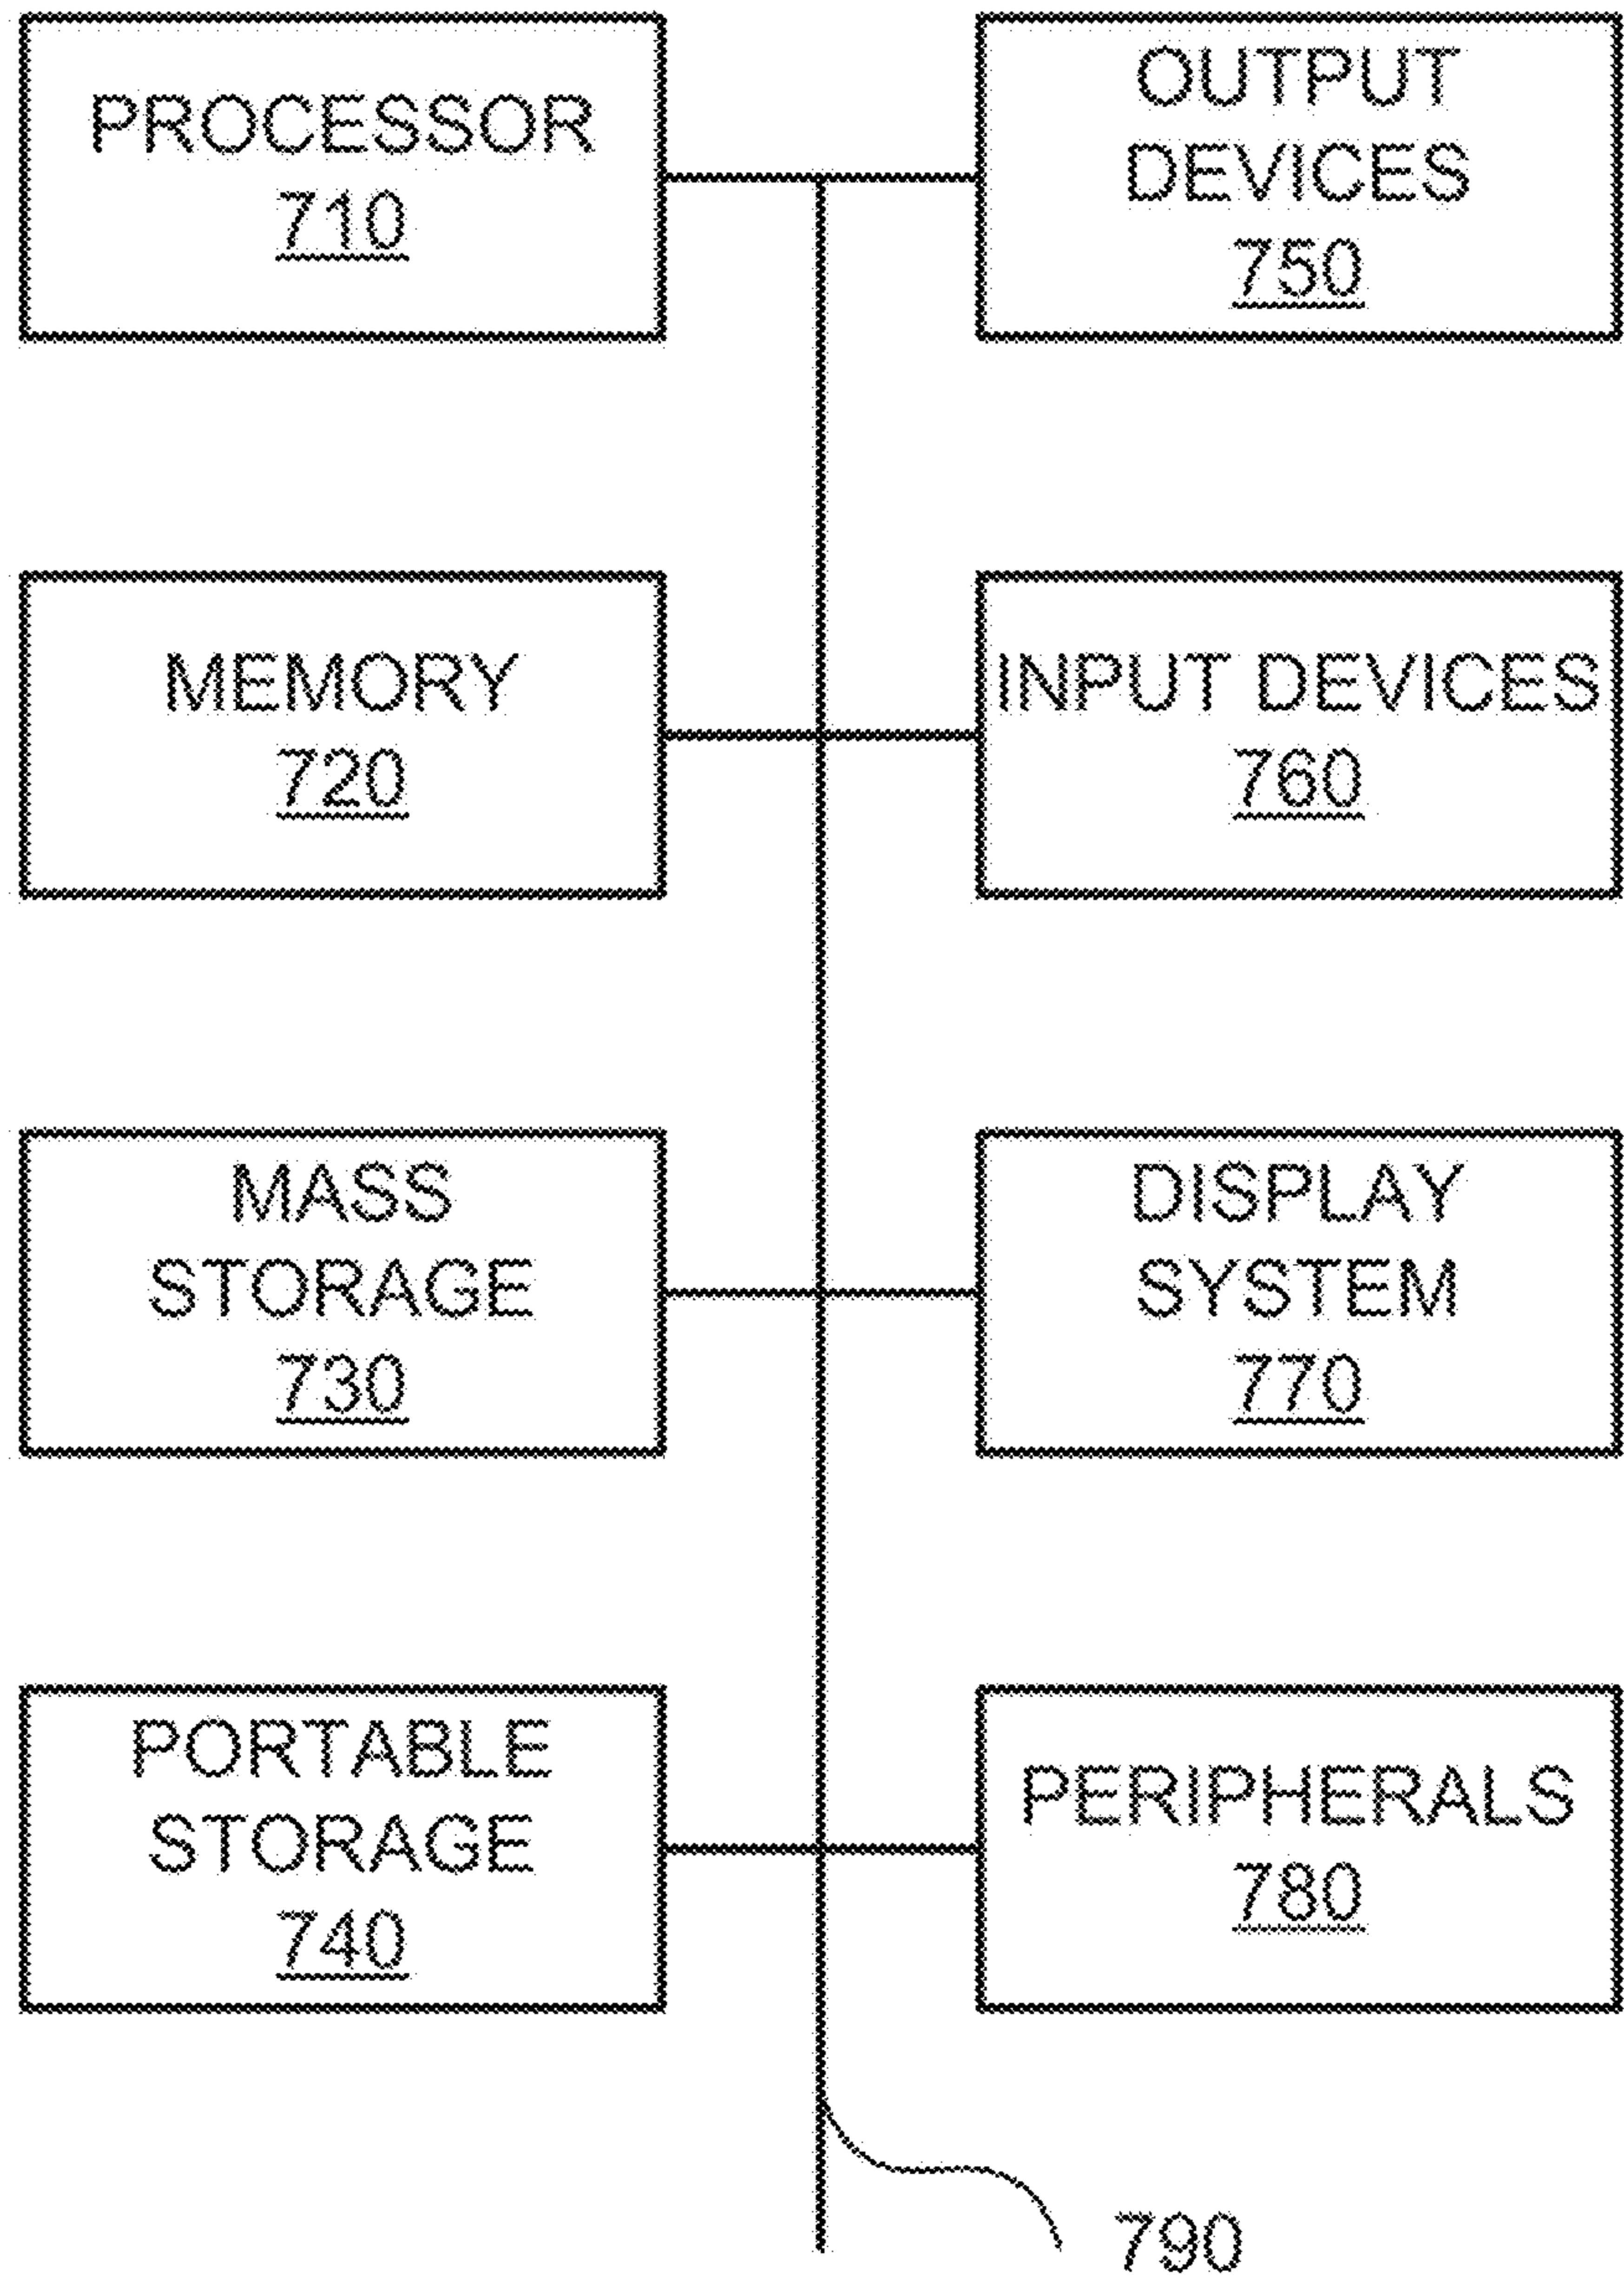 PROCESSOR
710
OUTPUT
DEVICES
750
MEMORY
720
INPUT DEVICES
760
MASS
STORAGE
730
DISPLAY
SYSTEM
770
PORTABLE
STORAGE
740
PERIPHERALS
780
790